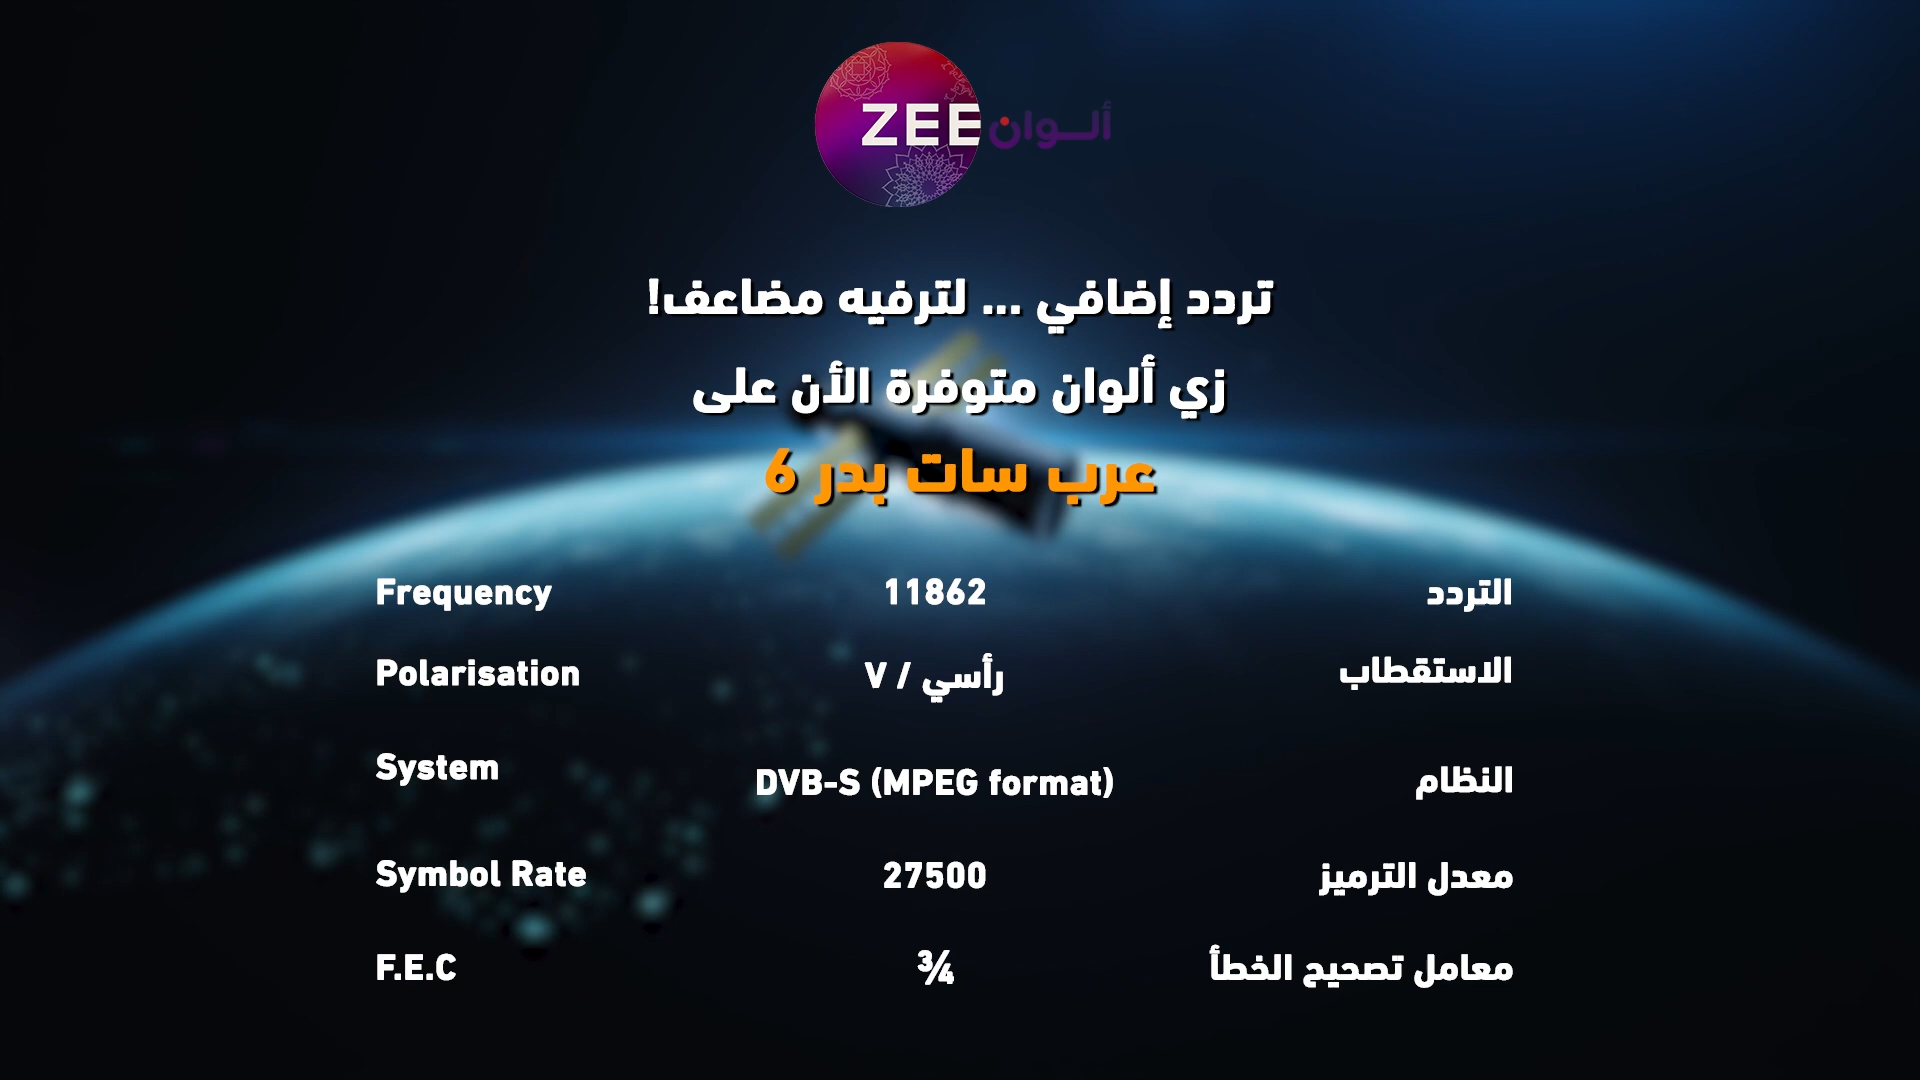 ZEE ألوان
تردد إضافي ... لترفيه مضاعف!
زي ألوان متوفرة الأن على
عرب سات بدر 6
Frequency 11862 التردد
Polarisation رأسي / V الاستقطاب
System DVB-S (MPEG format) النظام
Symbol Rate 27500 معدل الترميز
F.E.C ¾ معامل تصحيح الخطأ